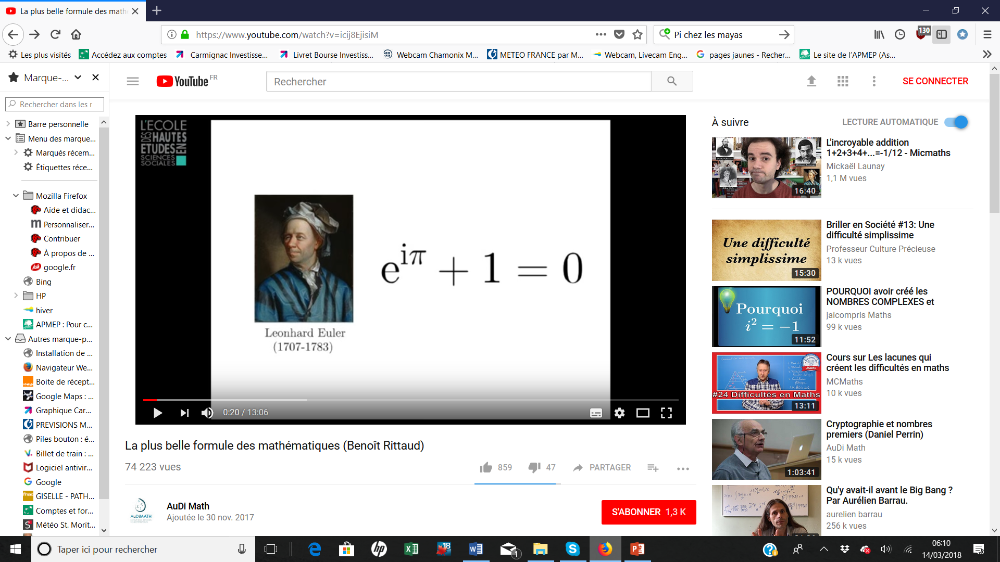 La plus belle formule des math
https://www.youtube.com/watch?v=icij8EjisiM
Pi chez les mayas
130
Les plus visités
Accédez aux comptes
Carmignac Investisse...
Livret Bourse Investiss...
Webcam Chamonix M...
METEO FRANCE par M...
Webcam, Livecam Eng...
pages jaunes - Recher...
Le site de l'APMEP (As...
Marque-...
Rechercher dans les r
Barre personnelle
Menu des marque...
Marqués récem...
Étiquettes réce...
Mozilla Firefox
Aide et didac...
Personnaliser...
Contribuer
À propos de ...
google.fr
Bing
HP
hiver
APMEP : Pour c...
Autres marque-p...
Installation de ...
Navigateur We...
Boite de récept...
Google Maps : ...
Graphique Car...
PREVISIONS M...
Piles bouton : é...
Billet de train : ...
Logiciel antivir...
Google
GISELLE - PATH...
Comptes et for...
Météo St. Morit...
YouTube FR
Rechercher
SE CONNECTER
L'ECOLE
DES HAUTES
ETUDES EN
SCIENCES
SOCIALES
e^{iπ} + 1 = 0
Leonhard Euler
(1707-1783)
0:20 / 13:06
La plus belle formule des mathématiques (Benoît Rittaud)
74 223 vues
859
47
PARTAGER
AuDiMATH
AuDi Math
Ajoutée le 30 nov. 2017
S'ABONNER 1,3 K
À suivre
LECTURE AUTOMATIQUE
16:40
L'incroyable addition
1+2+3+4+...=-1/12 - Micmaths
Mickaël Launay
1,1 M vues
Une difficulté
simplissime
15:30
Briller en Société #13: Une
difficulté simplissime
Professeur Culture Précieuse
13 k vues
Pourquoi
i² = −1
11:52
POURQUOI avoir créé les
NOMBRES COMPLEXES et
jaicompris Maths
99 k vues
Maths
#24 Difficultés en Maths
13:11
Cours sur Les lacunes qui
créent les difficultés en maths
MCMaths
10 k vues
1:03:41
Cryptographie et nombres
premiers (Daniel Perrin)
AuDi Math
15 k vues
Qu'y avait-il avant le Big Bang ?
Par Aurélien Barrau.
aurelien barrau
256 k vues
Taper ici pour rechercher
18
1
06:10
14/03/2018